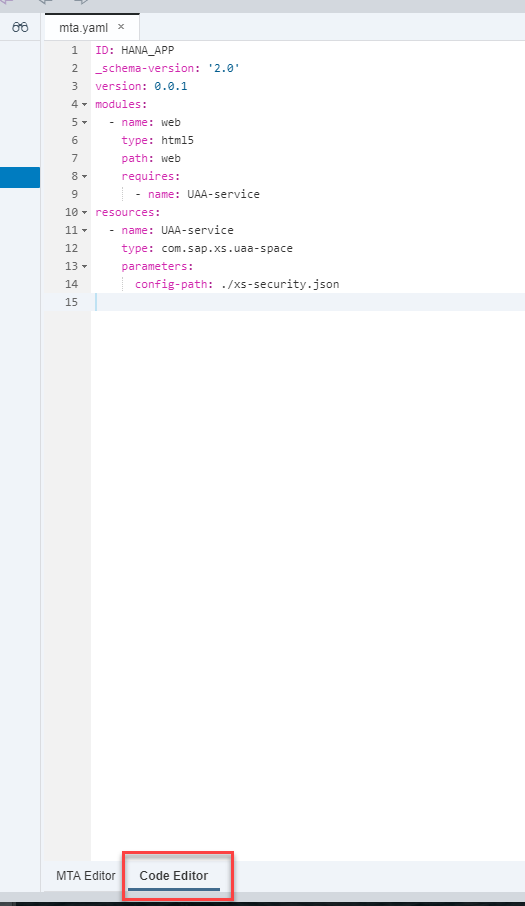 mta.yaml ×
1 ID: HANA_APP
2 _schema-version: '2.0'
3 version: 0.0.1
4 modules:
5   - name: web
6     type: html5
7     path: web
8     requires:
9       - name: UAA-service
10 resources:
11   - name: UAA-service
12     type: com.sap.xs.uaa-space
13     parameters:
14       config-path: ./xs-security.json
15
MTA Editor Code Editor